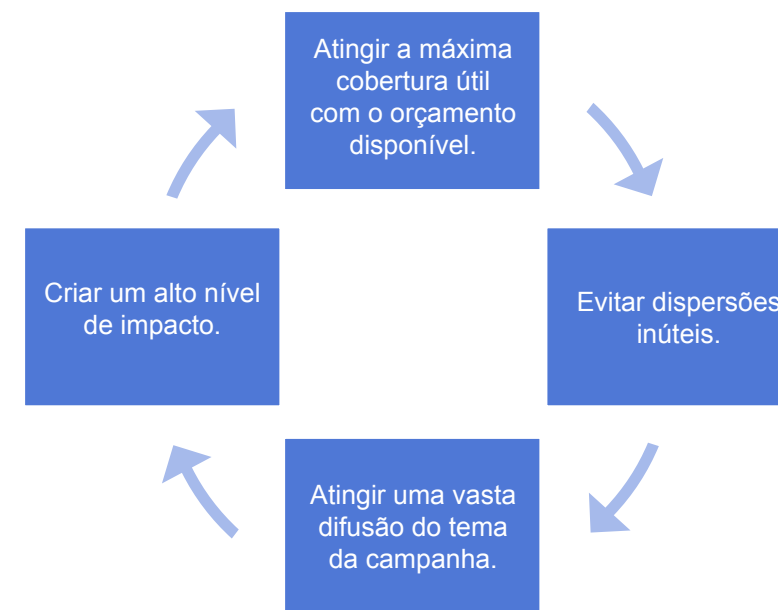 Atingir a máxima
cobertura útil
com o orçamento
disponível.
Evitar dispersões
inúteis.
Atingir uma vasta
difusão do tema
da campanha.
Criar um alto nível
de impacto.